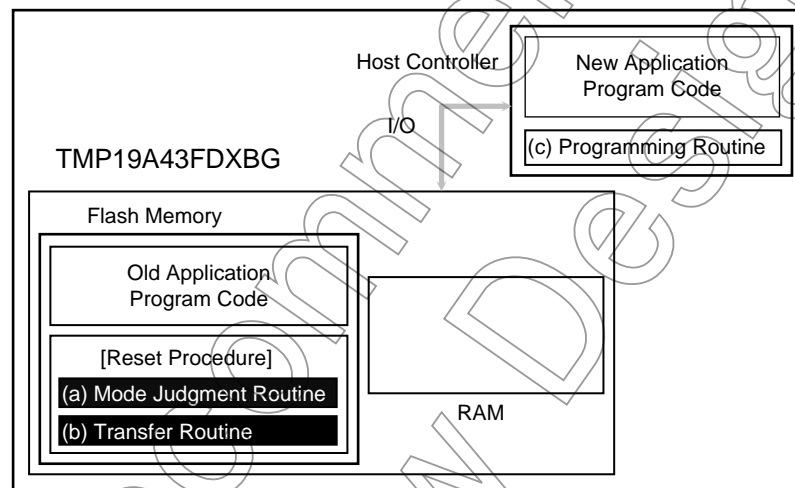 Host Controller
New Application
Program Code
I/O
(c) Programming Routine
TMP19A43FDXBG
Flash Memory
Old Application
Program Code
[Reset Procedure]
(a) Mode Judgment Routine
(b) Transfer Routine
RAM